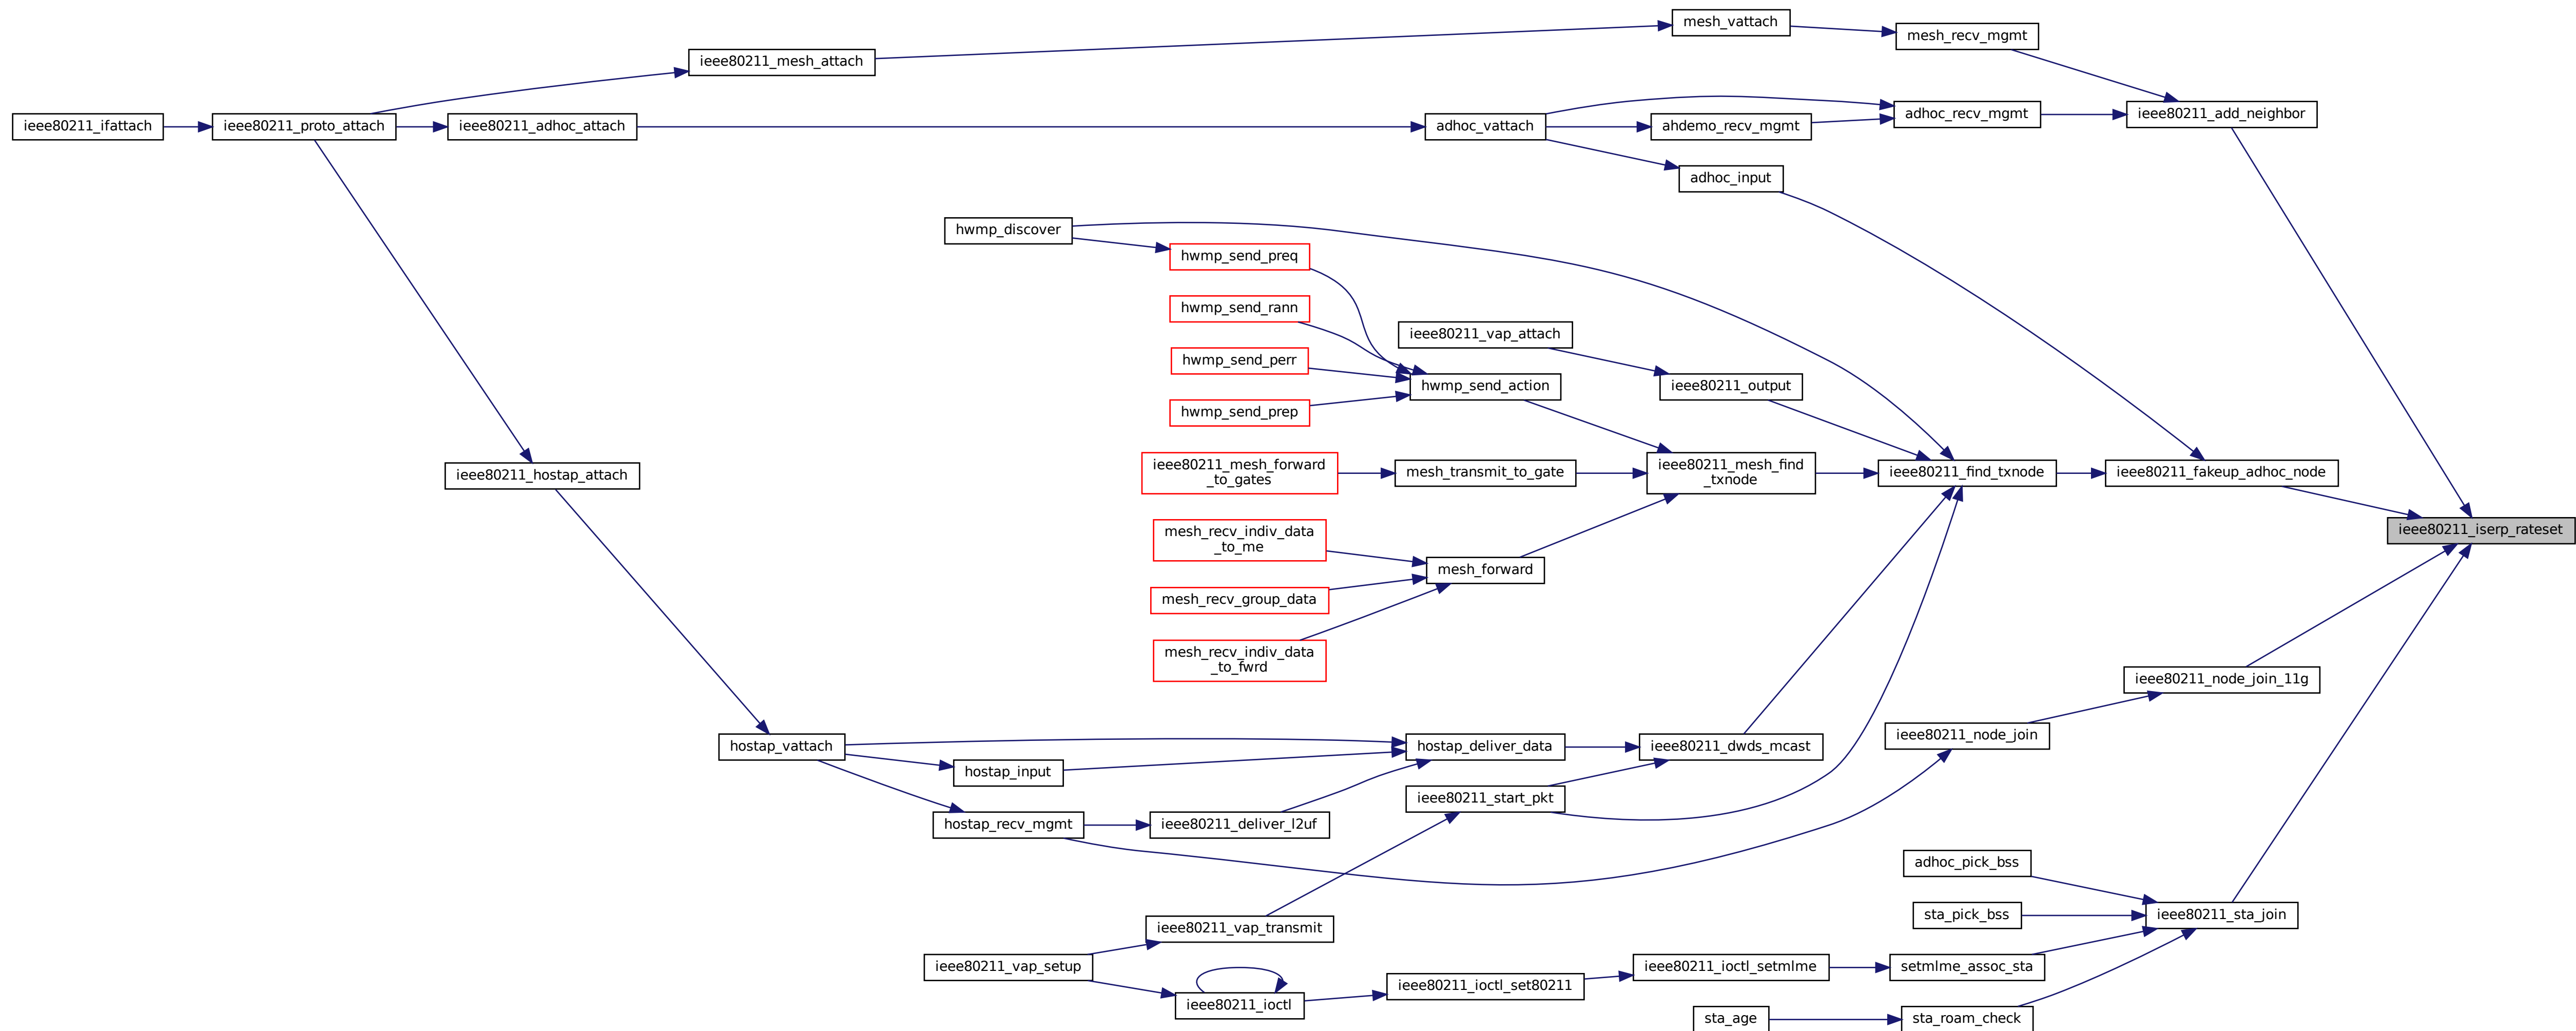 mesh_vattach
mesh_recv_mgmt
ieee80211_mesh_attach
ieee80211_ifattach
ieee80211_proto_attach
ieee80211_adhoc_attach
adhoc_vattach
ahdemo_recv_mgmt
adhoc_recv_mgmt
ieee80211_add_neighbor
adhoc_input
hwmp_discover
hwmp_send_preq
hwmp_send_rann
ieee80211_vap_attach
hwmp_send_perr
hwmp_send_action
ieee80211_output
hwmp_send_prep
ieee80211_hostap_attach
ieee80211_mesh_forward
_to_gates
mesh_transmit_to_gate
ieee80211_mesh_find
_txnode
ieee80211_find_txnode
ieee80211_fakeup_adhoc_node
ieee80211_iserp_rateset
mesh_recv_indiv_data
_to_me
mesh_forward
mesh_recv_group_data
mesh_recv_indiv_data
_to_fwrd
ieee80211_node_join_11g
ieee80211_node_join
hostap_vattach
hostap_deliver_data
ieee80211_dwds_mcast
hostap_input
ieee80211_start_pkt
hostap_recv_mgmt
ieee80211_deliver_l2uf
adhoc_pick_bss
sta_pick_bss
ieee80211_sta_join
ieee80211_vap_transmit
ieee80211_vap_setup
ieee80211_ioctl
ieee80211_ioctl_set80211
ieee80211_ioctl_setmlme
setmlme_assoc_sta
sta_age
sta_roam_check